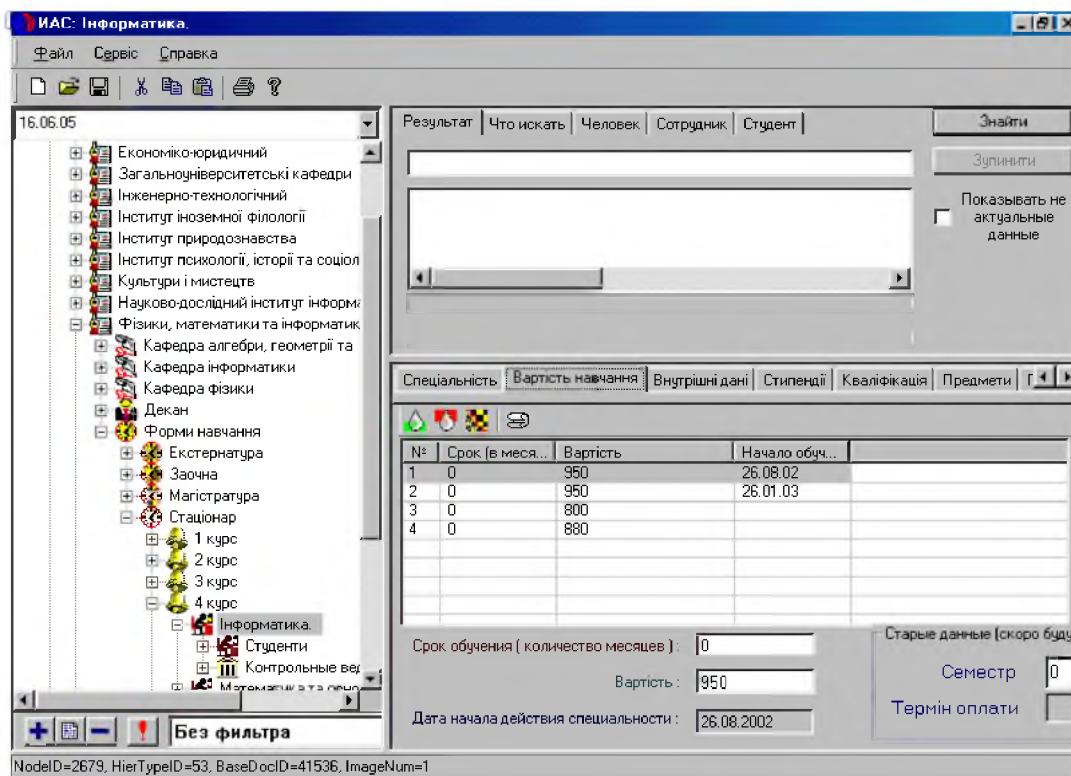 ИАС: Інформатика.
Файл Сервіс Справка
16.06.05
Економіко-юридичний
Загальноуніверситетські кафедри
Інженерно-технологічний
Інститут іноземної філології
Інститут природознавства
Інститут психології, історії та соціол
Культури і мистецтв
Науково-дослідний інститут інформа
Фізики, математики та інформатик
Кафедра алгебри, геометрії та
Кафедра інформатики
Кафедра фізики
Декан
Форми навчання
Екстернатура
Заочна
Магістратура
Стаціонар
1 курс
2 курс
3 курс
4 курс
Інформатика.
Студенти
Контрольные вед
Математика та
Без фильтра
Результат Что искать Человек Сотрудник Студент
Знайти
Зупинити
Показывать не
актуальные
данные
Спеціальність Вартість навчання Внутрішні дані Стипендії Кваліфікація Предмети
№ Срок (в меся... Вартість Начало обуч...
1 0 950 26.08.02
2 0 950 26.01.03
3 0 800
4 0 880
Срок обучения ( количество месяцев ) : 0
Вартість : 950
Дата начала действия специальности : 26.08.2002
Старые данные (скоро буду
Семестр 0
Термін оплати
NodeID=2679, HierTypeID=53, BaseDocID=41536, ImageNum=1